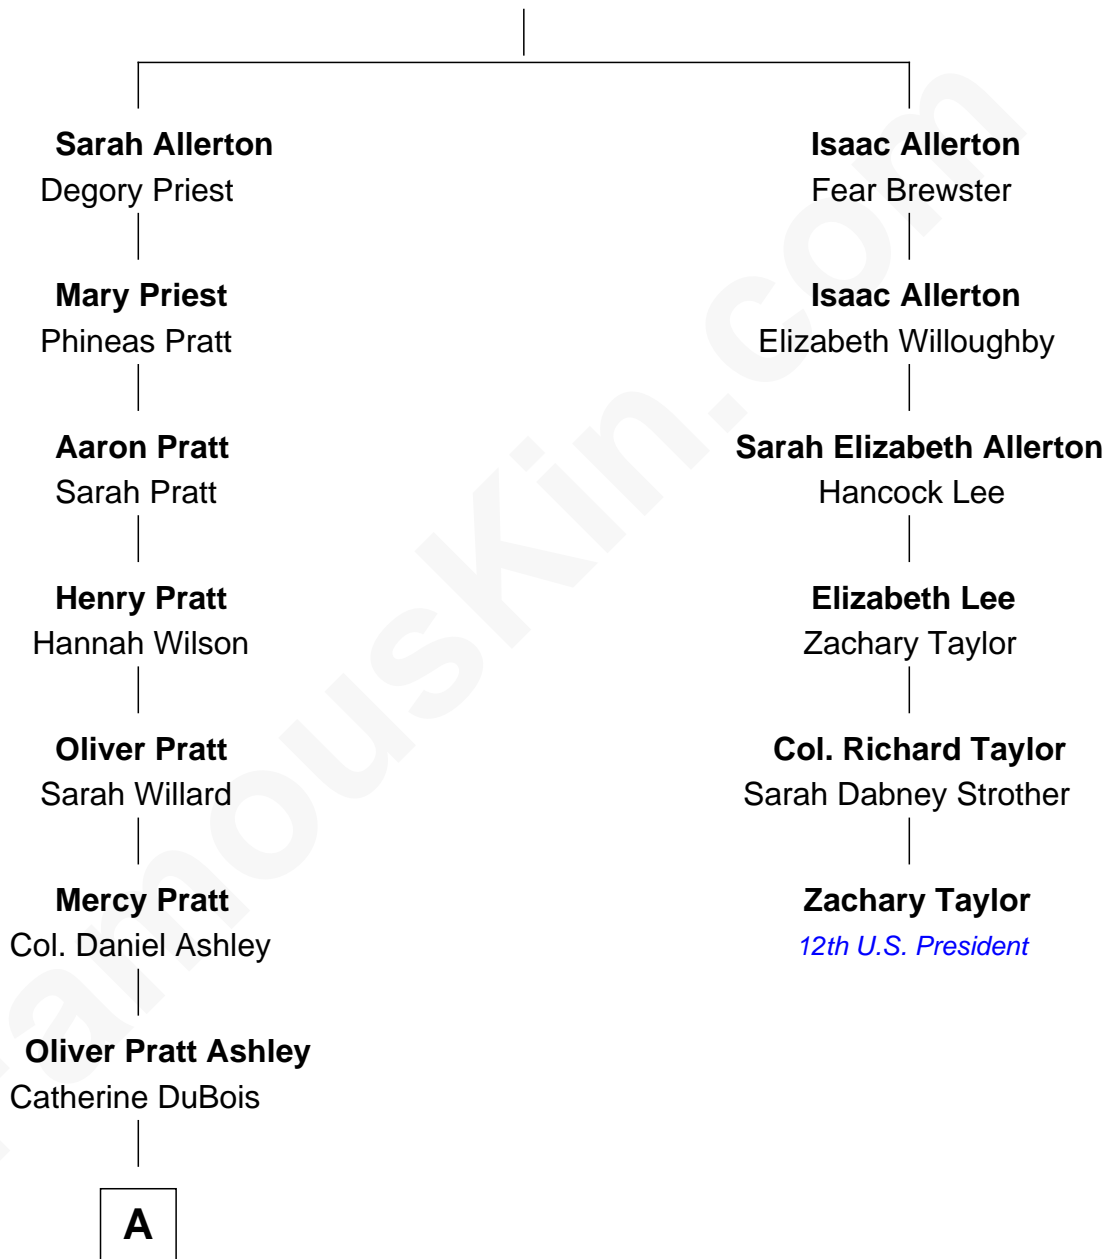 Sarah Allerton
Degory Priest
Isaac Allerton
Fear Brewster
Mary Priest
Phineas Pratt
Isaac Allerton
Elizabeth Willoughby
Aaron Pratt
Sarah Pratt
Sarah Elizabeth Allerton
Hancock Lee
Henry Pratt
Hannah Wilson
Elizabeth Lee
Zachary Taylor
Oliver Pratt
Sarah Willard
Col. Richard Taylor
Sarah Dabney Strother
Mercy Pratt
Col. Daniel Ashley
Zachary Taylor
12th U.S. President
Oliver Pratt Ashley
Catherine DuBois
A
FamousKin.com